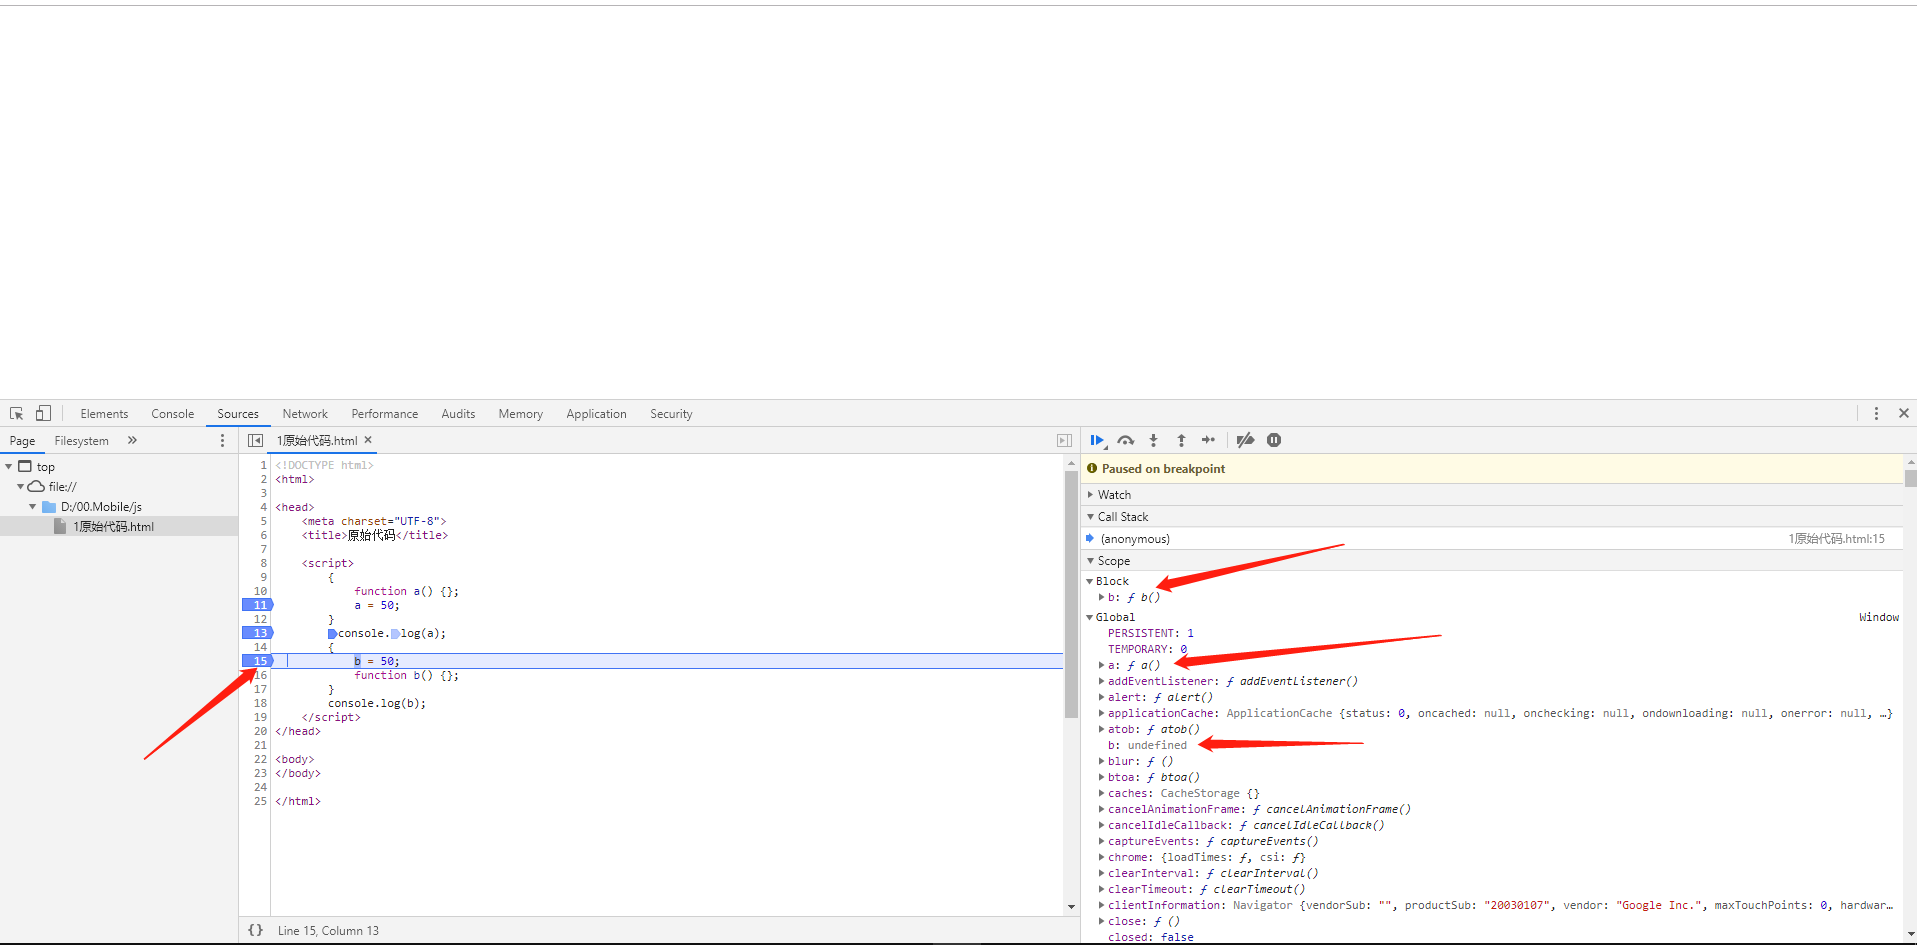 Elements Console Sources Network Performance Audits Memory Application Security
Page Filesystem »
1原始代码.html ×
top
file://
D:/00.Mobile/js
1原始代码.html
1 <!DOCTYPE html>
2 <html>
3
4 <head>
5 <meta charset="UTF-8">
6 <title>原始代码</title>
7
8 <script>
9 {
10 function a() {};
11 a = 50;
12 }
13 console.log(a);
14 {
15 b = 50;
16 function b() {};
17 }
18 console.log(b);
19 </script>
20 </head>
21
22 <body>
23 </body>
24
25 </html>
{} Line 15, Column 13
Paused on breakpoint
Watch
Call Stack
(anonymous) 1原始代码.html:15
Scope
Block
b: ƒ b()
Global Window
PERSISTENT: 1
TEMPORARY: 0
a: ƒ a()
addEventListener: ƒ addEventListener()
alert: ƒ alert()
applicationCache: ApplicationCache {status: 0, oncached: null, onchecking: null, ondownloading: null, onerror: null, …}
atob: ƒ atob()
b: undefined
blur: ƒ ()
btoa: ƒ btoa()
caches: CacheStorage {}
cancelAnimationFrame: ƒ cancelAnimationFrame()
cancelIdleCallback: ƒ cancelIdleCallback()
captureEvents: ƒ captureEvents()
chrome: {loadTimes: ƒ, csi: ƒ}
clearInterval: ƒ clearInterval()
clearTimeout: ƒ clearTimeout()
clientInformation: Navigator {vendorSub: "", productSub: "20030107", vendor: "Google Inc.", maxTouchPoints: 0, hardwar…
close: ƒ ()
closed: false